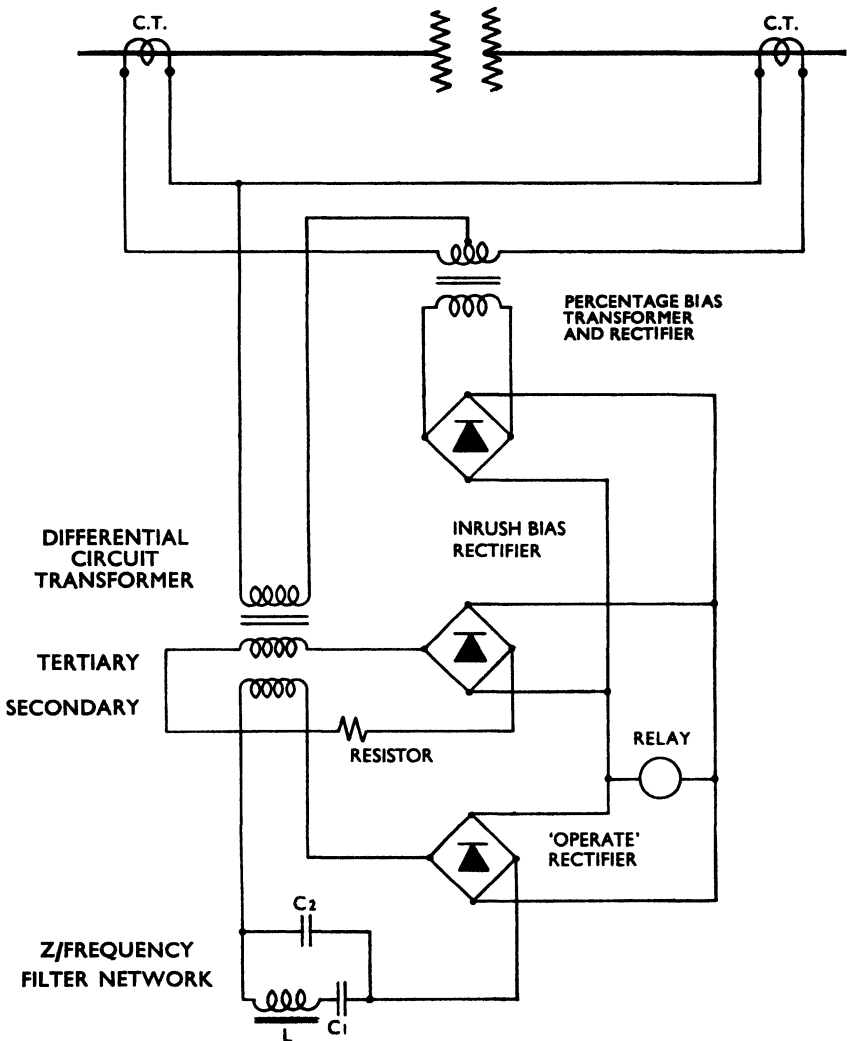 C.T.
C.T.
PERCENTAGE BIAS
TRANSFORMER
AND RECTIFIER
INRUSH BIAS
RECTIFIER
DIFFERENTIAL
CIRCUIT
TRANSFORMER
TERTIARY
SECONDARY
RESISTOR
RELAY
'OPERATE'
RECTIFIER
C2
Z/FREQUENCY
FILTER NETWORK
C1
L